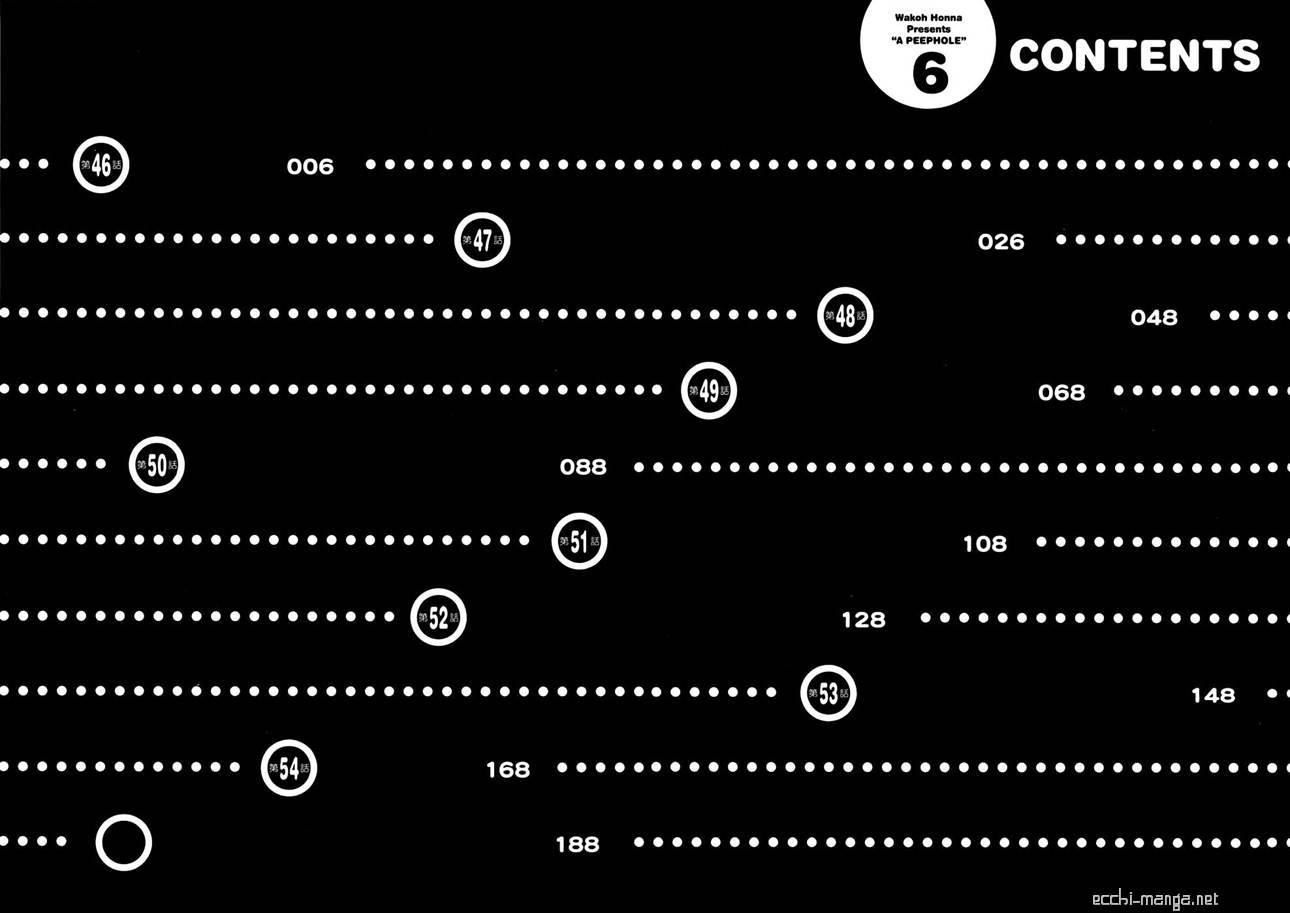 Wakoh Honna
Presents
“A PEEPHOLE”
6
CONTENTS
第46話 006
第47話 026
第48話 048
第49話 068
第50話 088
第51話 108
第52話 128
第53話 148
第54話 168
188
ecchi-manga.net